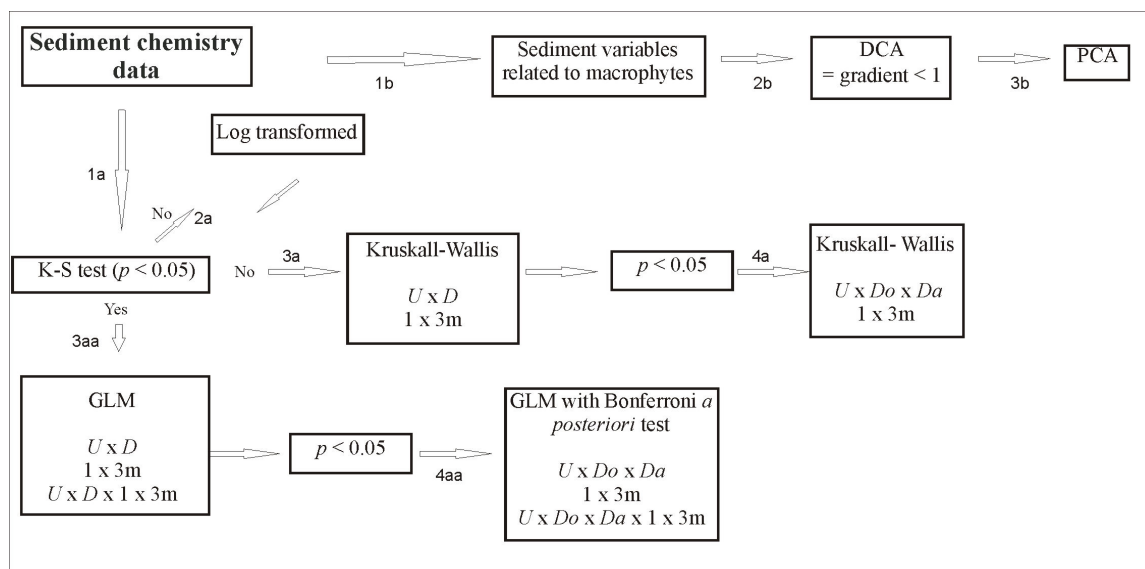 Sediment chemistry
data
1b
Sediment variables
related to macrophytes
2b
DCA
= gradient < 1
3b
PCA
Log transformed
1a
No
2a
K-S test (p < 0.05)
No
3a
Kruskall-Wallis
U x D
1 x 3m
p < 0.05
4a
Kruskall- Wallis
U x Do x Da
1 x 3m
Yes
3aa
GLM
U x D
1 x 3m
U x D x 1 x 3m
p < 0.05
4aa
GLM with Bonferroni a
posteriori test
U x Do x Da
1 x 3m
U x Do x Da x 1 x 3m